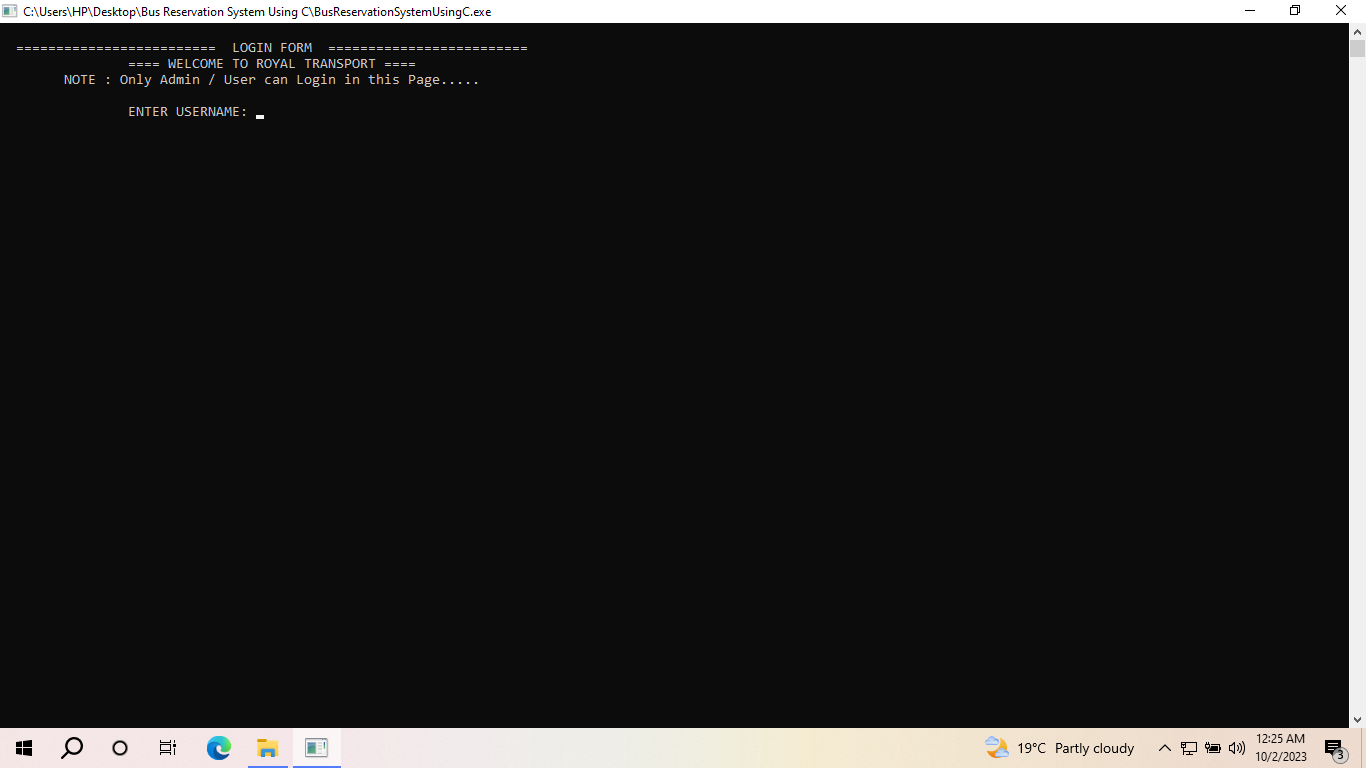 C:\Users\HP\Desktop\Bus Reservation System Using C\BusReservationSystemUsingC.exe
========================= LOGIN FORM =========================
==== WELCOME TO ROYAL TRANSPORT ====
NOTE : Only Admin / User can Login in this Page.....
ENTER USERNAME:
19°C Partly cloudy
12:25 AM
10/2/2023
3